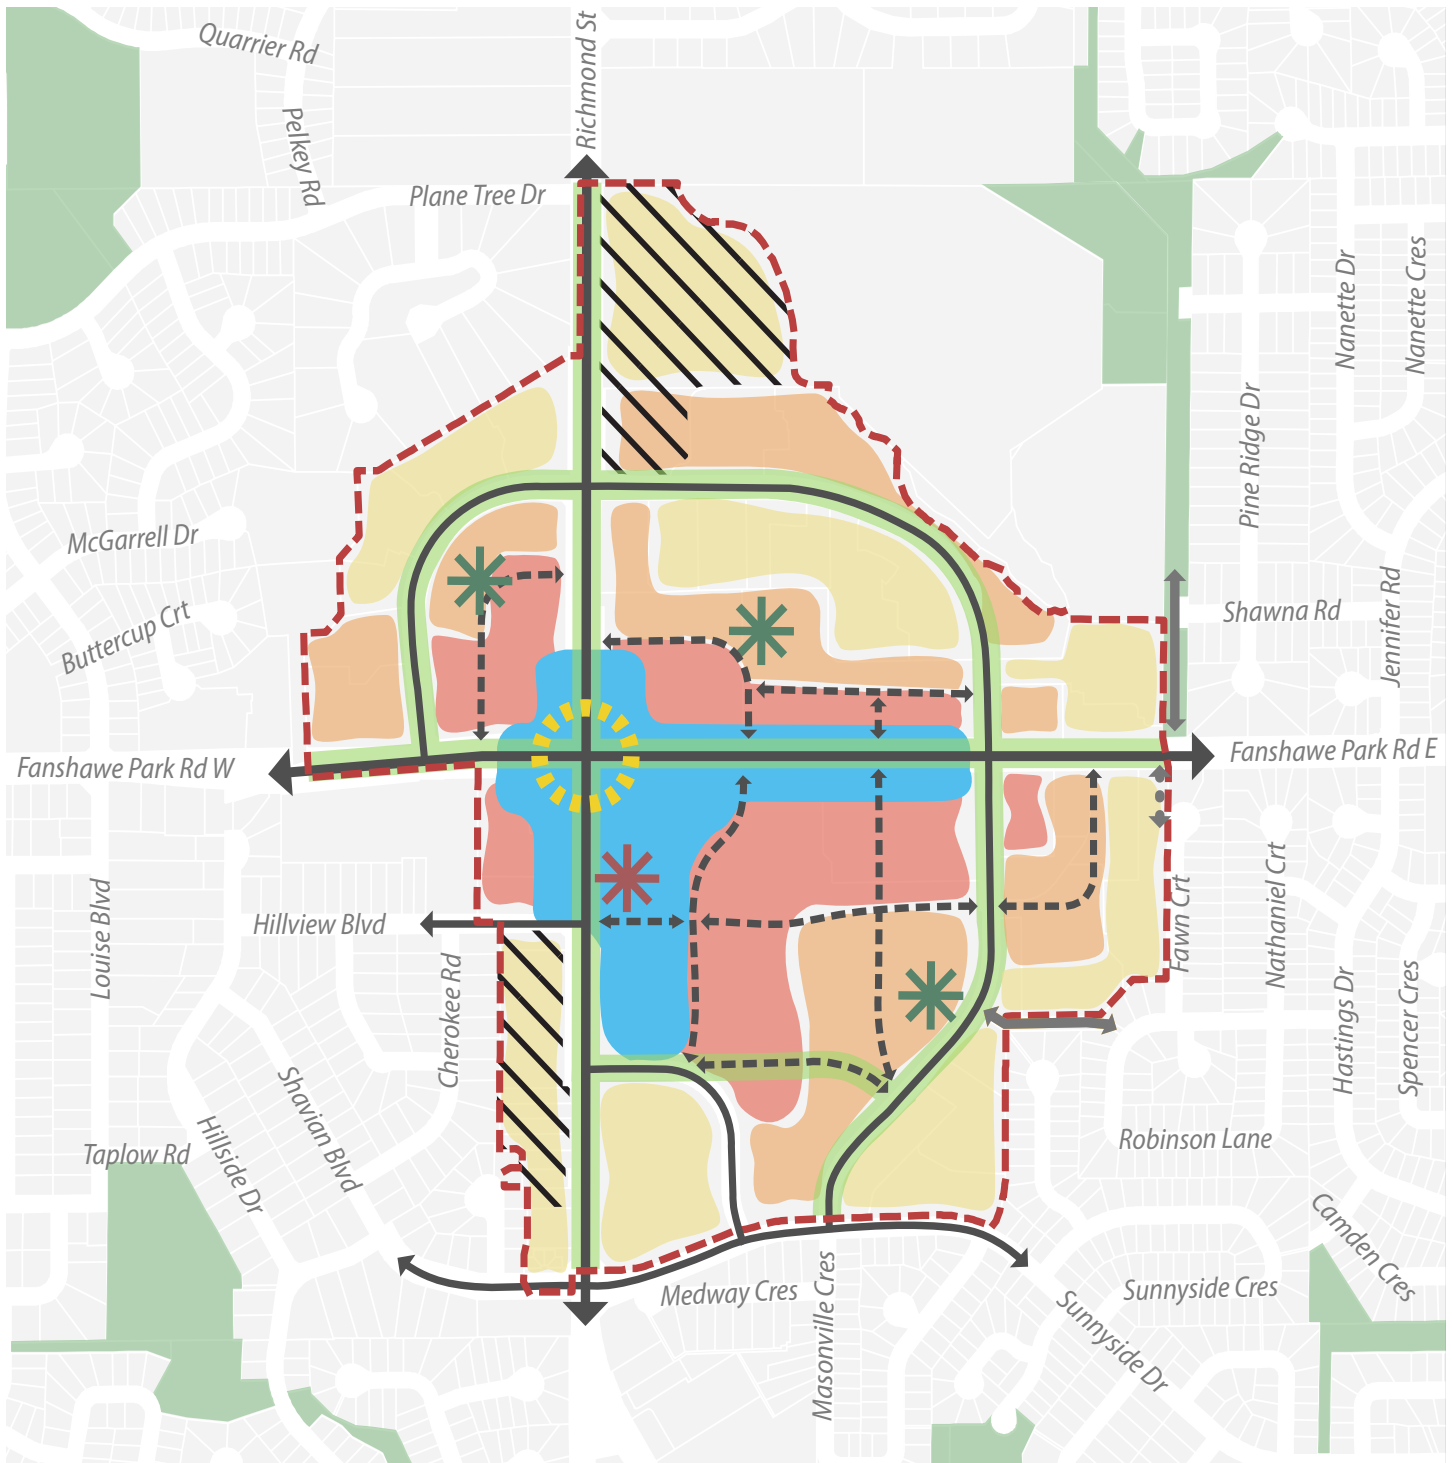 Quarrier Rd
Richmond St
Pelkey Rd
Plane Tree Dr
Nanette Dr
Nanette Cres
Pine Ridge Dr
McGarrell Dr
Buttercup Crt
Shawna Rd
Jennifer Rd
Fanshawe Park Rd W
Fanshawe Park Rd E
Louise Blvd
Hillview Blvd
Cherokee Rd
Fawn Crt
Nathaniel Crt
Hastings Dr
Spencer Cres
Shavian Blvd
Hillside Dr
Taplow Rd
Robinson Lane
Camden Cres
Medway Cres
Masonville Cres
Sunnyside Cres
Sunnyside Dr